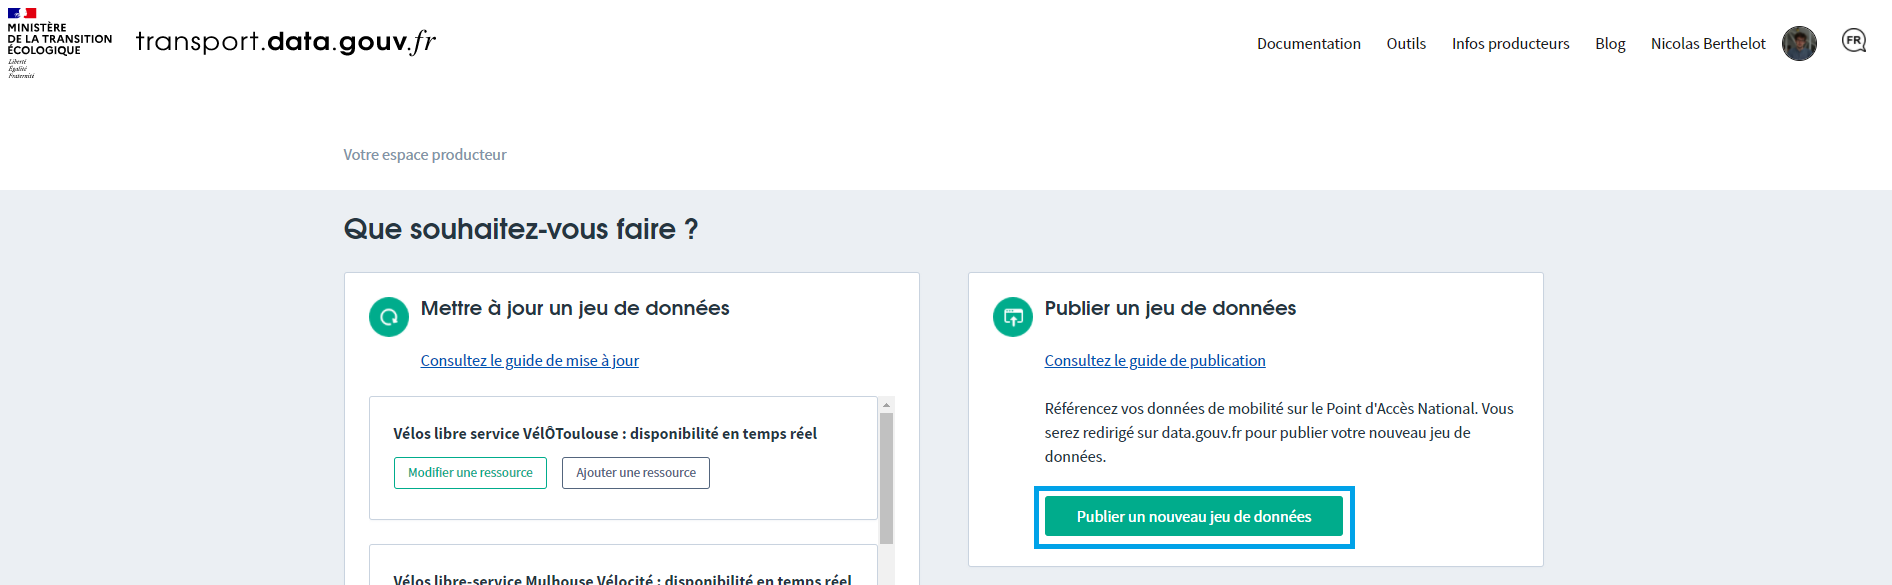 MINISTÈRE
DE LA TRANSITION
ÉCOLOGIQUE
Liberté
Égalité
Fraternité
transport.data.gouv.fr
Documentation Outils Infos producteurs Blog Nicolas Berthelot FR
Votre espace producteur
Que souhaitez-vous faire ?
Mettre à jour un jeu de données
Consultez le guide de mise à jour
Vélos libre service VélÔToulouse : disponibilité en temps réel
Modifier une ressource Ajouter une ressource
Vélos libre-service Mulhouse Vélocité : disponibilité en temps réel
Publier un jeu de données
Consultez le guide de publication
Référencez vos données de mobilité sur le Point d'Accès National. Vous
serez redirigé sur data.gouv.fr pour publier votre nouveau jeu de
données.
Publier un nouveau jeu de données